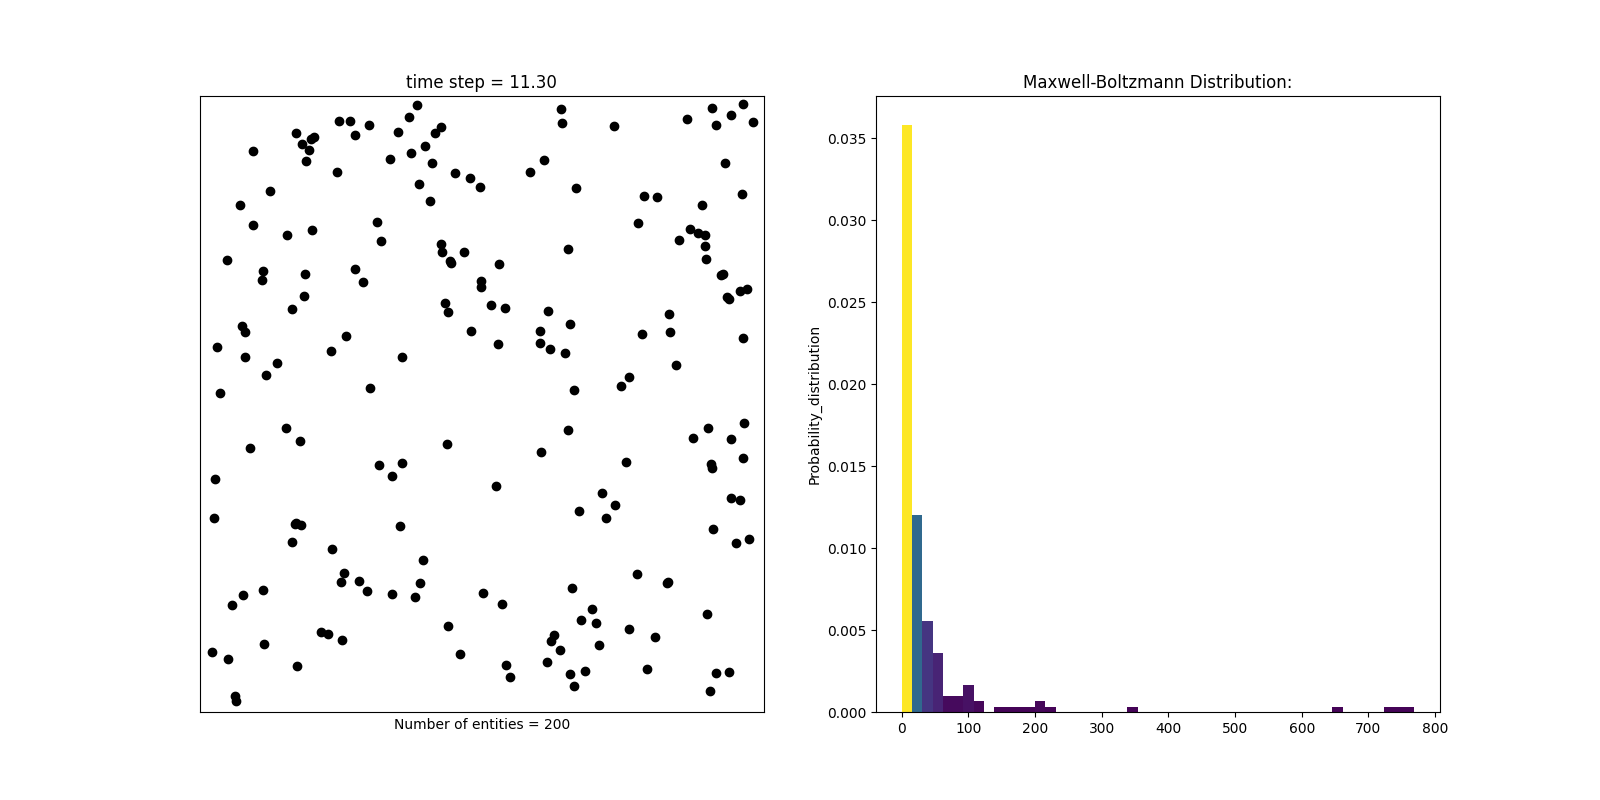 time step = 11.30
Number of entities = 200
Maxwell-Boltzmann Distribution:
Probability_distribution
0.035
0.030
0.025
0.020
0.015
0.010
0.005
0.000
0 100 200 300 400 500 600 700 800